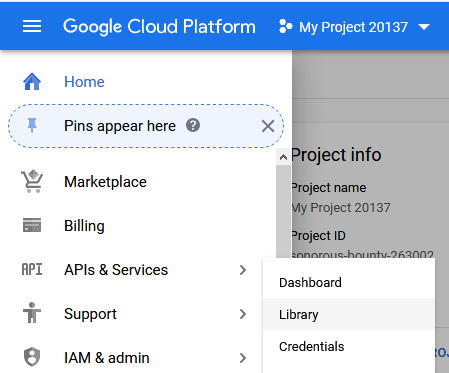 Google Cloud Platform
My Project 20137
Home
Pins appear here
Marketplace
Billing
API APIs & Services
Support
IAM & admin
Project info
Project name
My Project 20137
Project ID
sonorous-bounty-263002
Dashboard
Library
Credentials